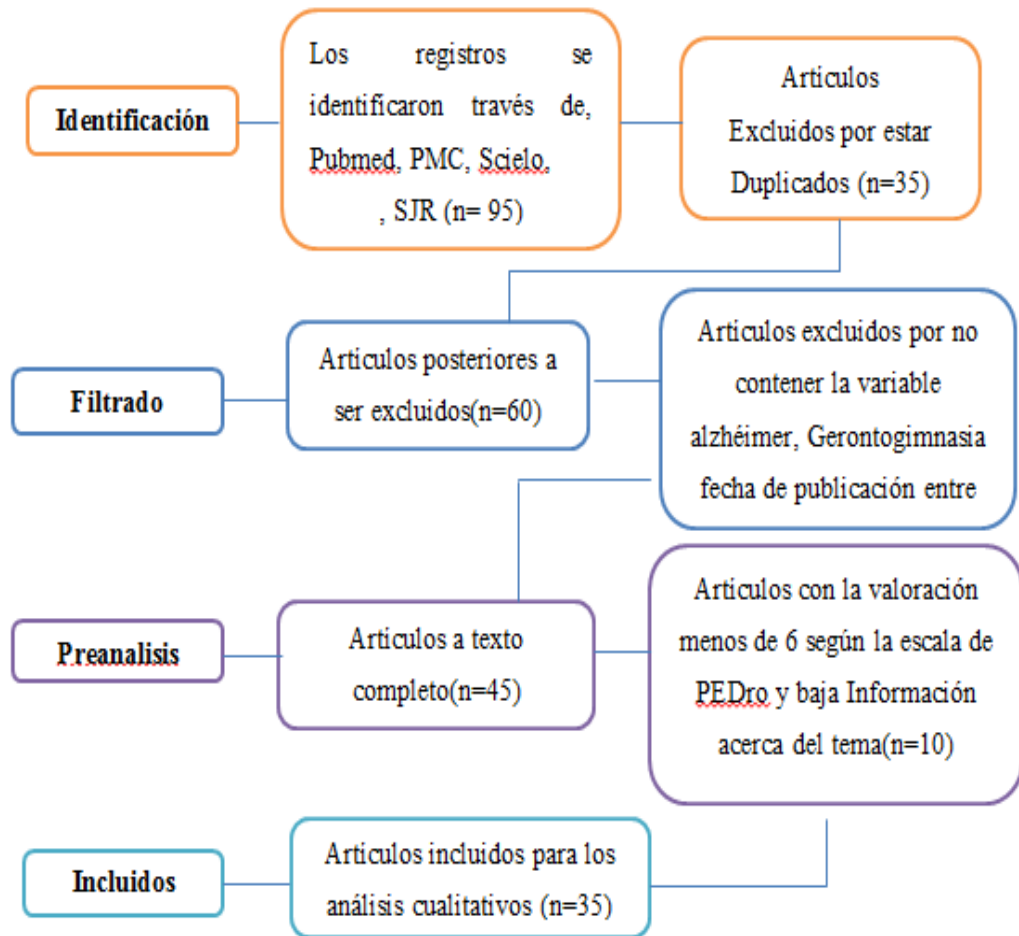 Identificación
Los registros se
identificaron través de,
Pubmed, PMC, Scielo,
, SJR (n= 95)
Articulos
Excluidos por estar
Duplicados (n=35)
Filtrado
Articulos posteriores a
ser excluidos(n=60)
Articulos excluidos por no
contener la variable
alzhéimer, Gerontogimnasia
fecha de publicación entre
Preanalisis
Articulos a texto
completo(n=45)
Articulos con la valoración
menos de 6 según la escala de
PEDro y baja Información
acerca del tema(n=10)
Incluidos
Articulos incluidos para los
análisis cualitativos (n=35)